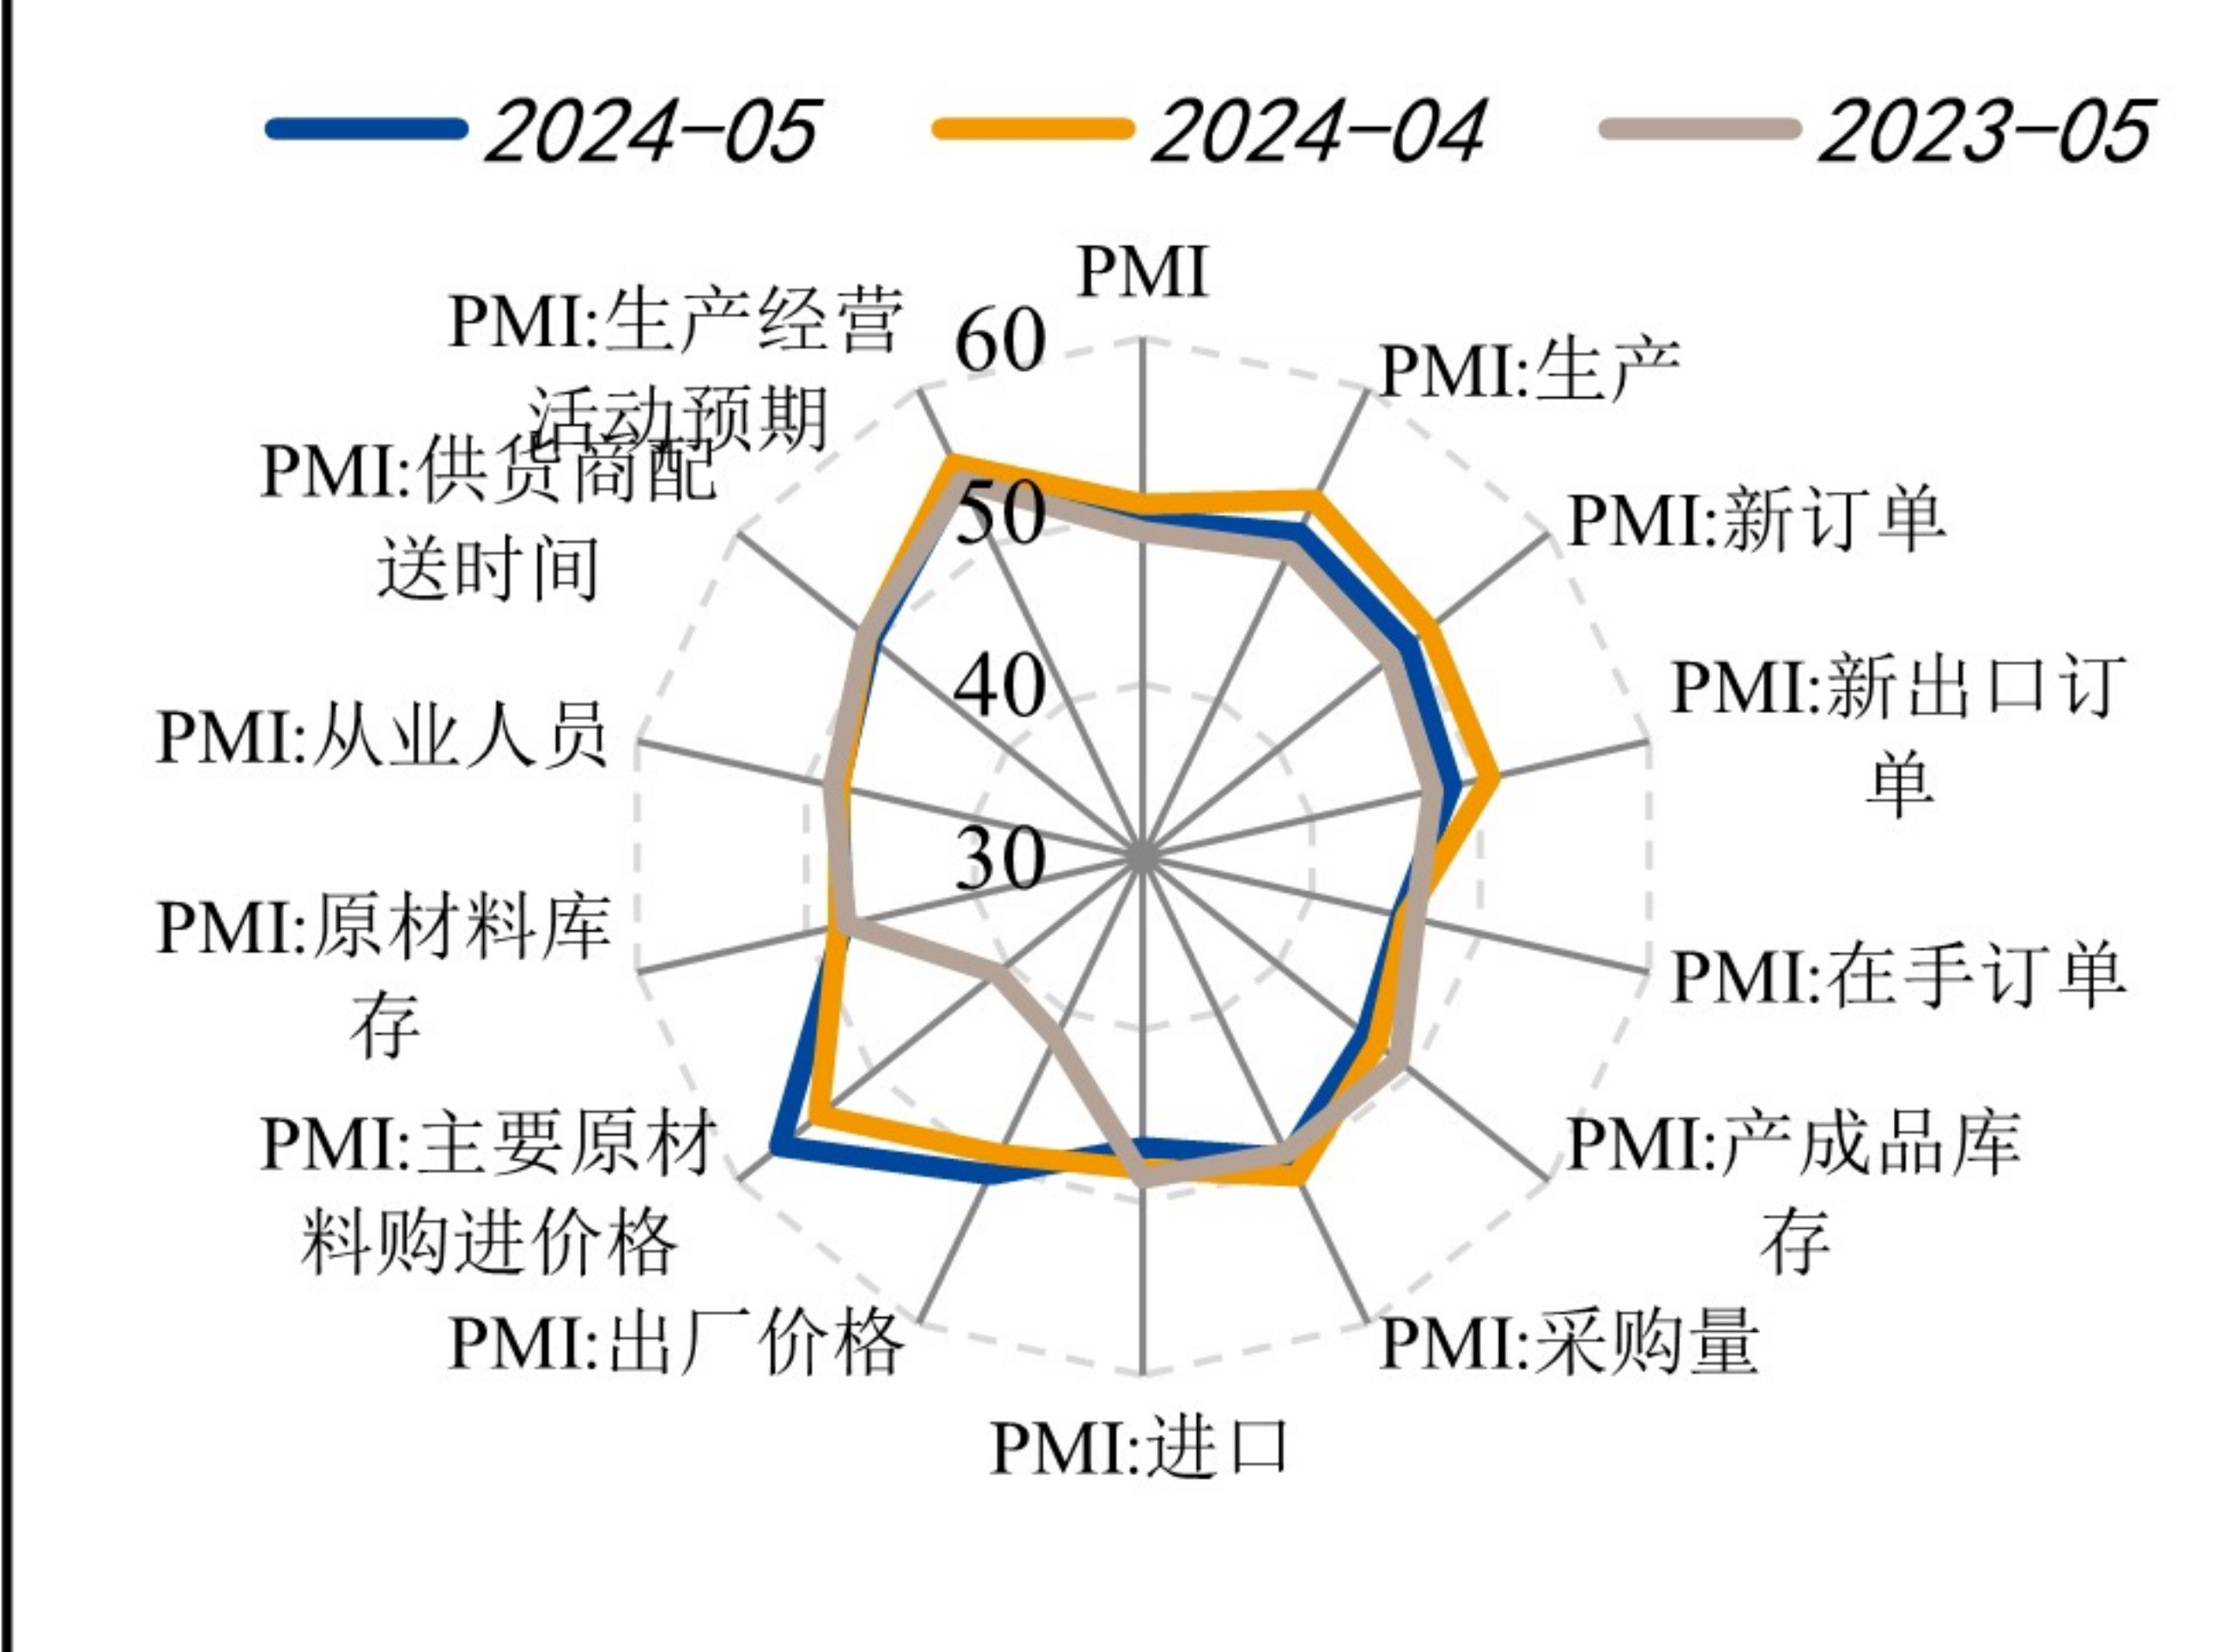 2024-05 2024-04 2023-05
PMI
PMI:生产
PMI:新订单
PMI:新出口订
单
PMI:在手订单
PMI:产成品库
存
PMI:采购量
PMI:进口
PMI:出厂价格
PMI:主要原材
料购进价格
PMI:原材料库
存
PMI:从业人员
PMI:供货商配
送时间
PMI:生产经营
活动预期
60
50
40
30